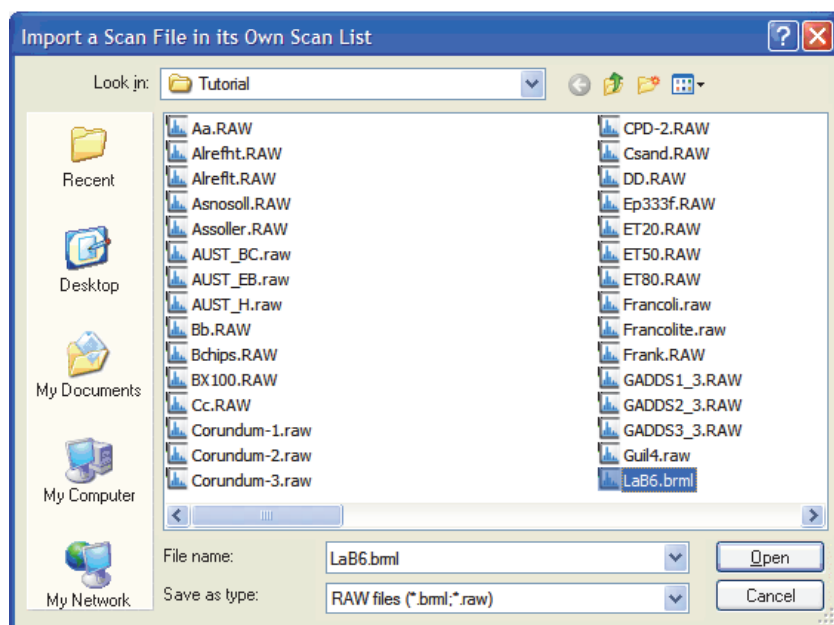 Import a Scan File in its Own Scan List
Look in: Tutorial
Recent
Desktop
My Documents
My Computer
My Network
Aa.RAW
Alrefht.RAW
Alreflt.RAW
Asnosoll.RAW
Assoller.RAW
AUST_BC.raw
AUST_EB.raw
AUST_H.raw
Bb.RAW
Bchips.RAW
BX100.RAW
Cc.RAW
Corundum-1.raw
Corundum-2.raw
Corundum-3.raw
CPD-2.RAW
Csand.RAW
DD.RAW
Ep333f.RAW
ET20.RAW
ET50.RAW
ET80.RAW
Francoli.raw
Francolite.raw
Frank.RAW
GADDS1_3.RAW
GADDS2_3.RAW
GADDS3_3.RAW
Guil4.raw
LaB6.brml
File name: LaB6.brml Open
Save as type: RAW files (*.brml;*.raw) Cancel